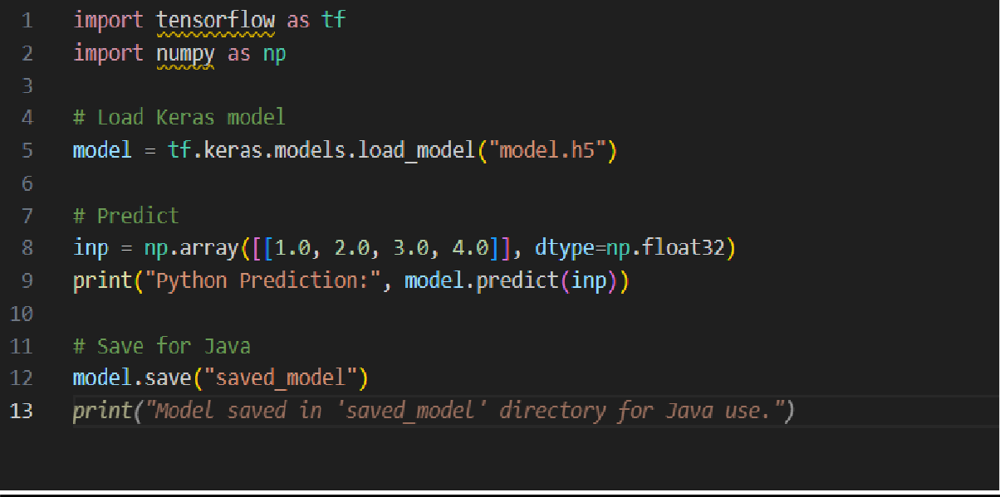 1 import tensorflow as tf
2 import numpy as np
3
4 # Load Keras model
5 model = tf.keras.models.load_model("model.h5")
6
7 # Predict
8 inp = np.array([[1.0, 2.0, 3.0, 4.0]], dtype=np.float32)
9 print("Python Prediction:", model.predict(inp))
10
11 # Save for Java
12 model.save("saved_model")
13 print("Model saved in 'saved_model' directory for Java use.")